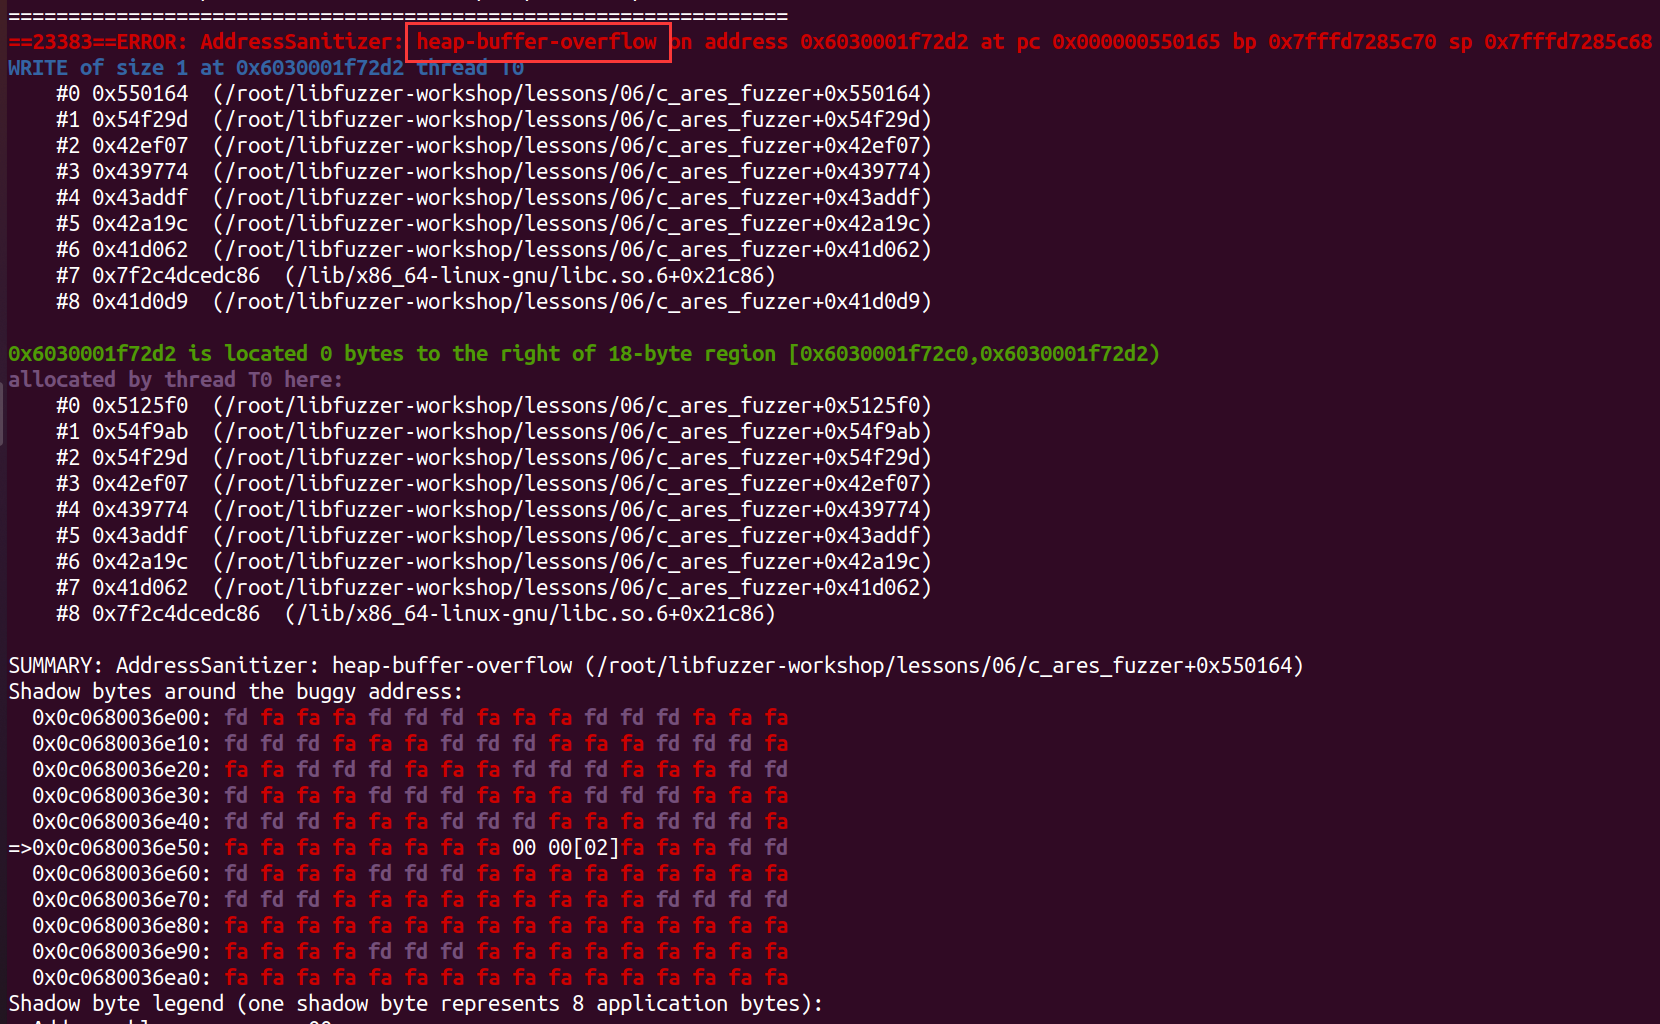 =================================================================
==23383==ERROR: AddressSanitizer: heap-buffer-overflow on address 0x6030001f72d2 at pc 0x000000550165 bp 0x7fffd7285c70 sp 0x7fffd7285c68
WRITE of size 1 at 0x6030001f72d2 thread T0
    #0 0x550164  (/root/libfuzzer-workshop/lessons/06/c_ares_fuzzer+0x550164)
    #1 0x54f29d  (/root/libfuzzer-workshop/lessons/06/c_ares_fuzzer+0x54f29d)
    #2 0x42ef07  (/root/libfuzzer-workshop/lessons/06/c_ares_fuzzer+0x42ef07)
    #3 0x439774  (/root/libfuzzer-workshop/lessons/06/c_ares_fuzzer+0x439774)
    #4 0x43addf  (/root/libfuzzer-workshop/lessons/06/c_ares_fuzzer+0x43addf)
    #5 0x42a19c  (/root/libfuzzer-workshop/lessons/06/c_ares_fuzzer+0x42a19c)
    #6 0x41d062  (/root/libfuzzer-workshop/lessons/06/c_ares_fuzzer+0x41d062)
    #7 0x7f2c4dcedc86  (/lib/x86_64-linux-gnu/libc.so.6+0x21c86)
    #8 0x41d0d9  (/root/libfuzzer-workshop/lessons/06/c_ares_fuzzer+0x41d0d9)
0x6030001f72d2 is located 0 bytes to the right of 18-byte region [0x6030001f72c0,0x6030001f72d2)
allocated by thread T0 here:
    #0 0x5125f0  (/root/libfuzzer-workshop/lessons/06/c_ares_fuzzer+0x5125f0)
    #1 0x54f9ab  (/root/libfuzzer-workshop/lessons/06/c_ares_fuzzer+0x54f9ab)
    #2 0x54f29d  (/root/libfuzzer-workshop/lessons/06/c_ares_fuzzer+0x54f29d)
    #3 0x42ef07  (/root/libfuzzer-workshop/lessons/06/c_ares_fuzzer+0x42ef07)
    #4 0x439774  (/root/libfuzzer-workshop/lessons/06/c_ares_fuzzer+0x439774)
    #5 0x43addf  (/root/libfuzzer-workshop/lessons/06/c_ares_fuzzer+0x43addf)
    #6 0x42a19c  (/root/libfuzzer-workshop/lessons/06/c_ares_fuzzer+0x42a19c)
    #7 0x41d062  (/root/libfuzzer-workshop/lessons/06/c_ares_fuzzer+0x41d062)
    #8 0x7f2c4dcedc86  (/lib/x86_64-linux-gnu/libc.so.6+0x21c86)
SUMMARY: AddressSanitizer: heap-buffer-overflow (/root/libfuzzer-workshop/lessons/06/c_ares_fuzzer+0x550164)
Shadow bytes around the buggy address:
  0x0c0680036e00: fd fa fa fa fd fd fd fa fa fa fd fd fd fa fa fa
  0x0c0680036e10: fd fd fd fa fa fa fd fd fd fa fa fa fd fd fd fa
  0x0c0680036e20: fa fa fd fd fd fa fa fa fd fd fd fa fa fa fd fd
  0x0c0680036e30: fd fa fa fa fd fd fd fa fa fa fd fd fd fa fa fa
  0x0c0680036e40: fd fd fd fa fa fa fd fd fd fa fa fa fd fd fd fa
=>0x0c0680036e50: fa fa fa fa fa fa fa fa 00 00[02]fa fa fa fd fd
  0x0c0680036e60: fd fa fa fa fd fd fd fa fa fa fa fa fa fa fa fa
  0x0c0680036e70: fd fd fd fa fa fa fa fa fa fa fa fa fd fd fd fd
  0x0c0680036e80: fa fa fa fa fa fa fa fa fa fa fa fa fa fa fa fa
  0x0c0680036e90: fa fa fa fa fd fd fd fa fa fa fa fa fa fa fa fa
  0x0c0680036ea0: fa fa fa fa fa fa fa fa fa fa fa fa fa fa fa fa
Shadow byte legend (one shadow byte represents 8 application bytes):